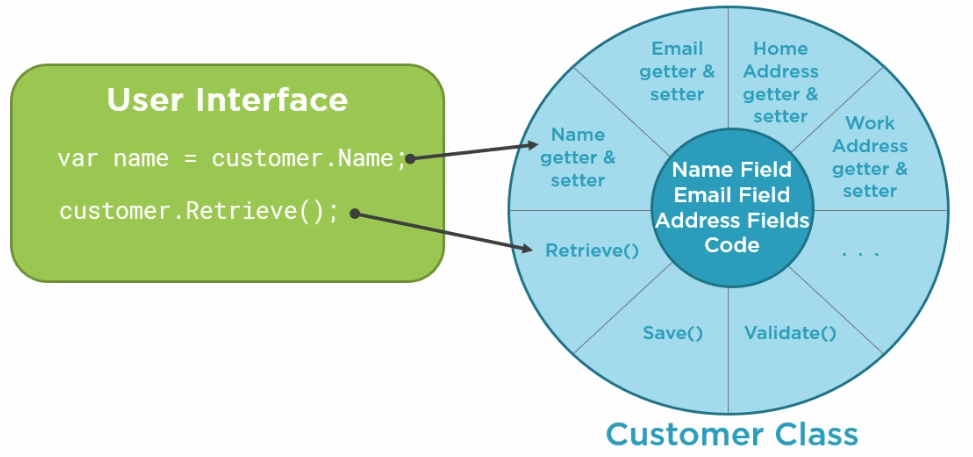 User Interface
var name = customer.Name;
customer.Retrieve();
Email
getter &
setter
Home
Address
getter &
setter
Name
getter &
setter
Work
Address
getter &
setter
Name Field
Email Field
Address Fields
Code
Retrieve()
. . .
Save()
Validate()
Customer Class